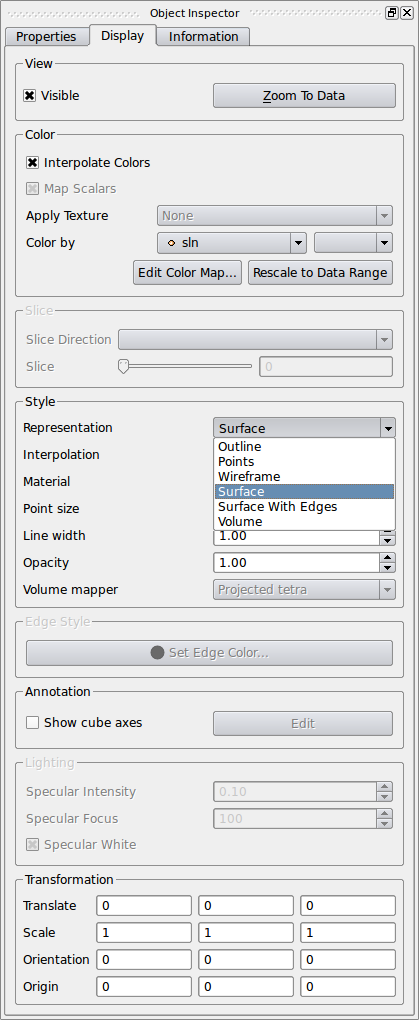 Object Inspector
Properties Display Information
View
Visible Zoom To Data
Color
Interpolate Colors
Map Scalars
Apply Texture None
Color by sln
Edit Color Map... Rescale to Data Range
Slice
Slice Direction
Slice 0
Style
Representation Surface
Interpolation Outline
Points
Material Wireframe
Surface
Point size Surface With Edges
Volume
Line width 1.00
Opacity 1.00
Volume mapper Projected tetra
Edge Style
Set Edge Color...
Annotation
Show cube axes Edit
Lighting
Specular Intensity 0.10
Specular Focus 100
Specular White
Transformation
Translate 0 0 0
Scale 1 1 1
Orientation 0 0 0
Origin 0 0 0